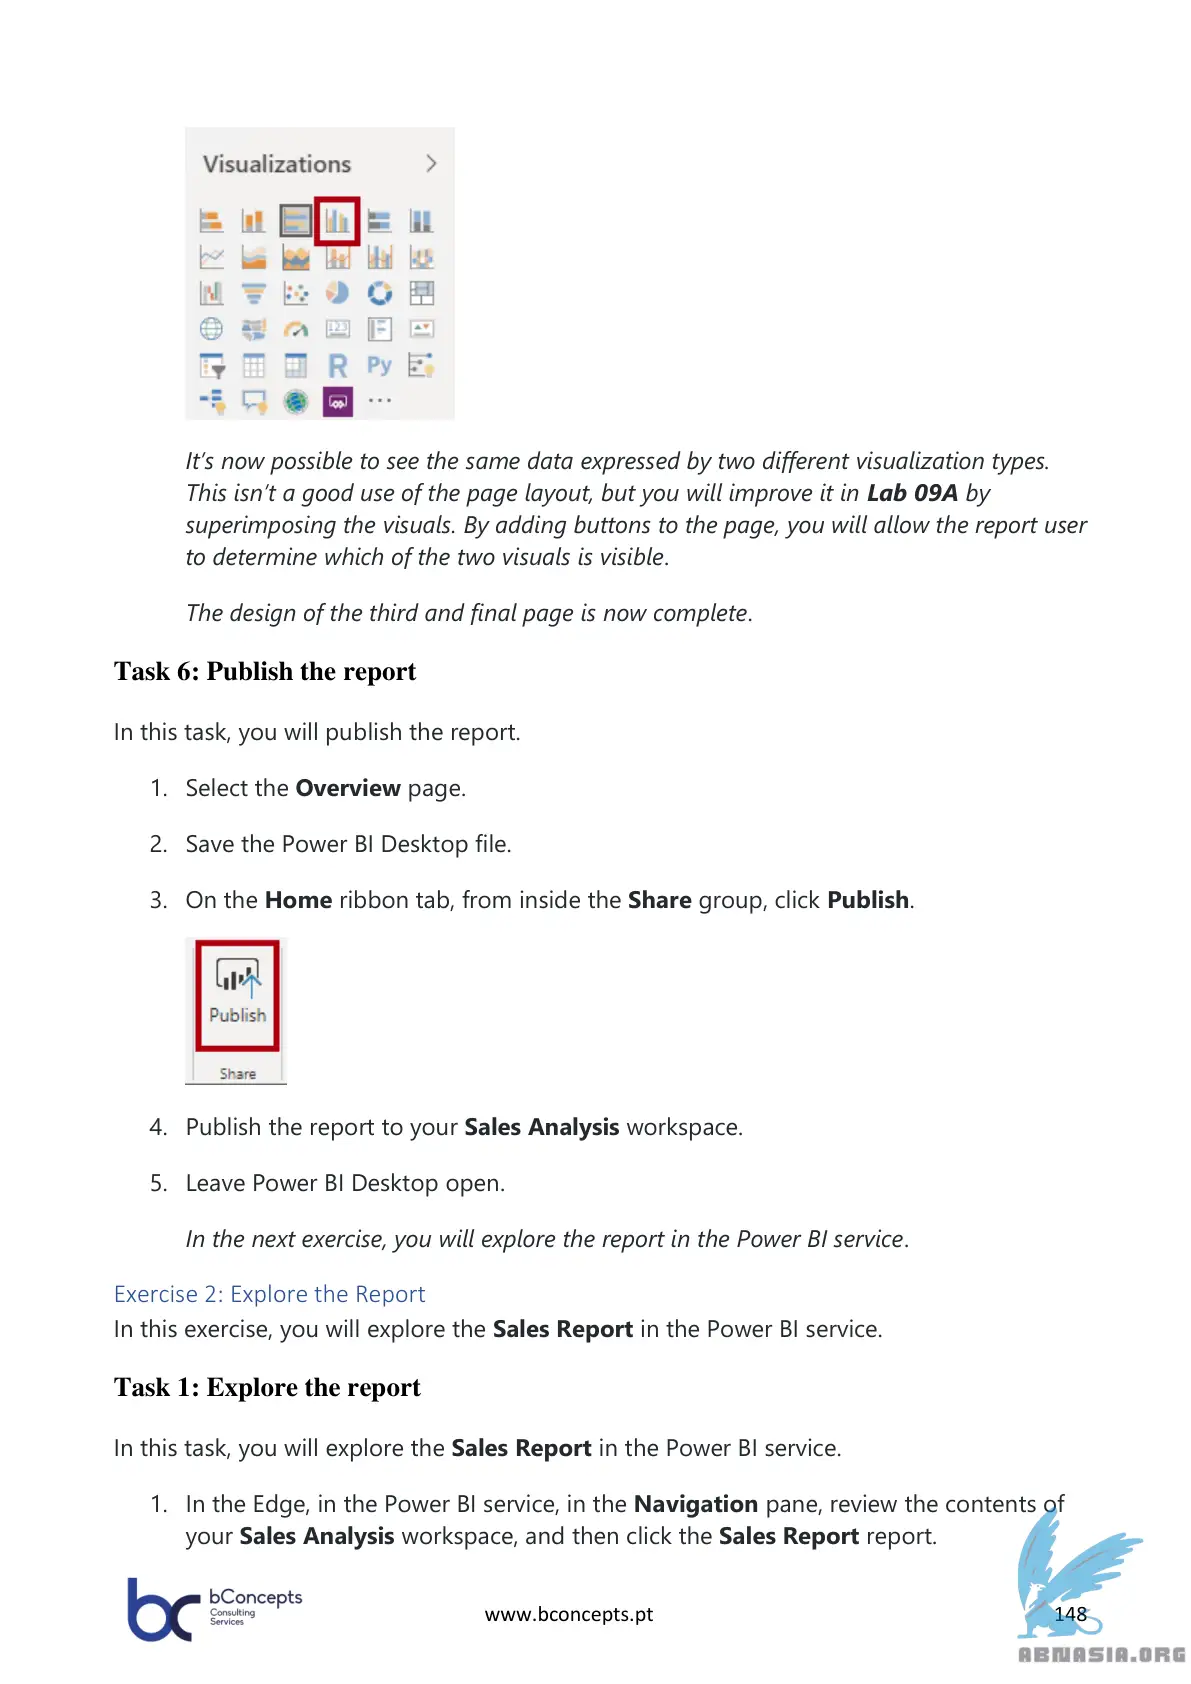 Visualizations
123
R
Py
It’s now possible to see the same data expressed by two different visualization types.
This isn’t a good use of the page layout, but you will improve it in Lab 09A by
superimposing the visuals. By adding buttons to the page, you will allow the report user
to determine which of the two visuals is visible.
The design of the third and final page is now complete.
Task 6: Publish the report
In this task, you will publish the report.
1. Select the Overview page.
2. Save the Power BI Desktop file.
3. On the Home ribbon tab, from inside the Share group, click Publish.
Publish
Share
4. Publish the report to your Sales Analysis workspace.
5. Leave Power BI Desktop open.
In the next exercise, you will explore the report in the Power BI service.
Exercise 2: Explore the Report
In this exercise, you will explore the Sales Report in the Power BI service.
Task 1: Explore the report
In this task, you will explore the Sales Report in the Power BI service.
1. In the Edge, in the Power BI service, in the Navigation pane, review the contents of
your Sales Analysis workspace, and then click the Sales Report report.
bc bConcepts
Consulting
Services
www.bconcepts.pt
148
ABNASIA.ORG